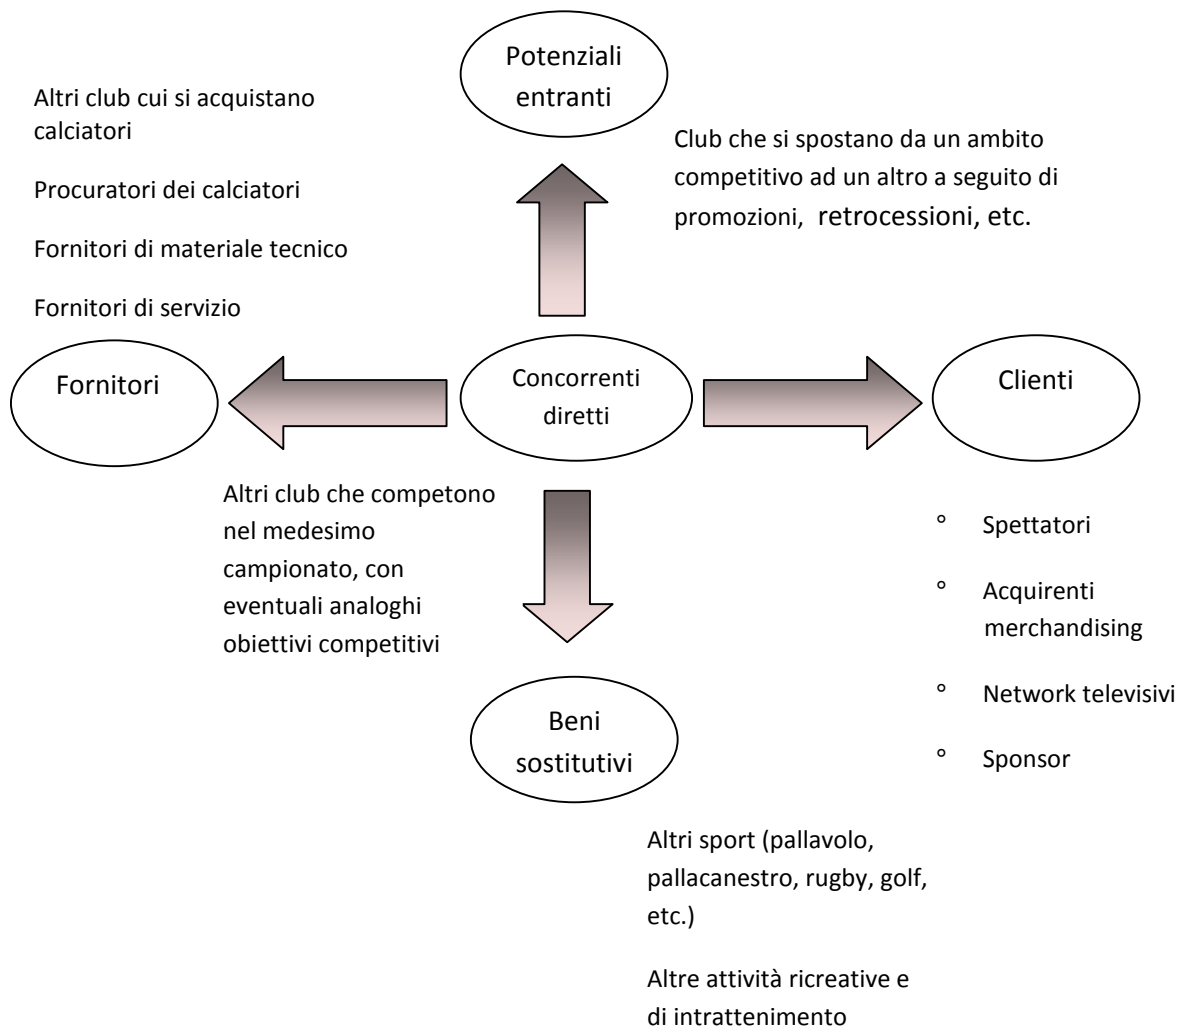 Potenziali
entranti
Altri club cui si acquistano
calciatori
Procuratori dei calciatori
Fornitori di materiale tecnico
Fornitori di servizio
Club che si spostano da un ambito
competitivo ad un altro a seguito di
promozioni, retrocessioni, etc.
Fornitori
Concorrenti
diretti
Clienti
Altri club che competono
nel medesimo
campionato, con
eventuali analoghi
obiettivi competitivi
° Spettatori
° Acquirenti
merchandising
° Network televisivi
° Sponsor
Beni
sostitutivi
Altri sport (pallavolo,
pallacanestro, rugby, golf,
etc.)
Altre attività ricreative e
di intrattenimento